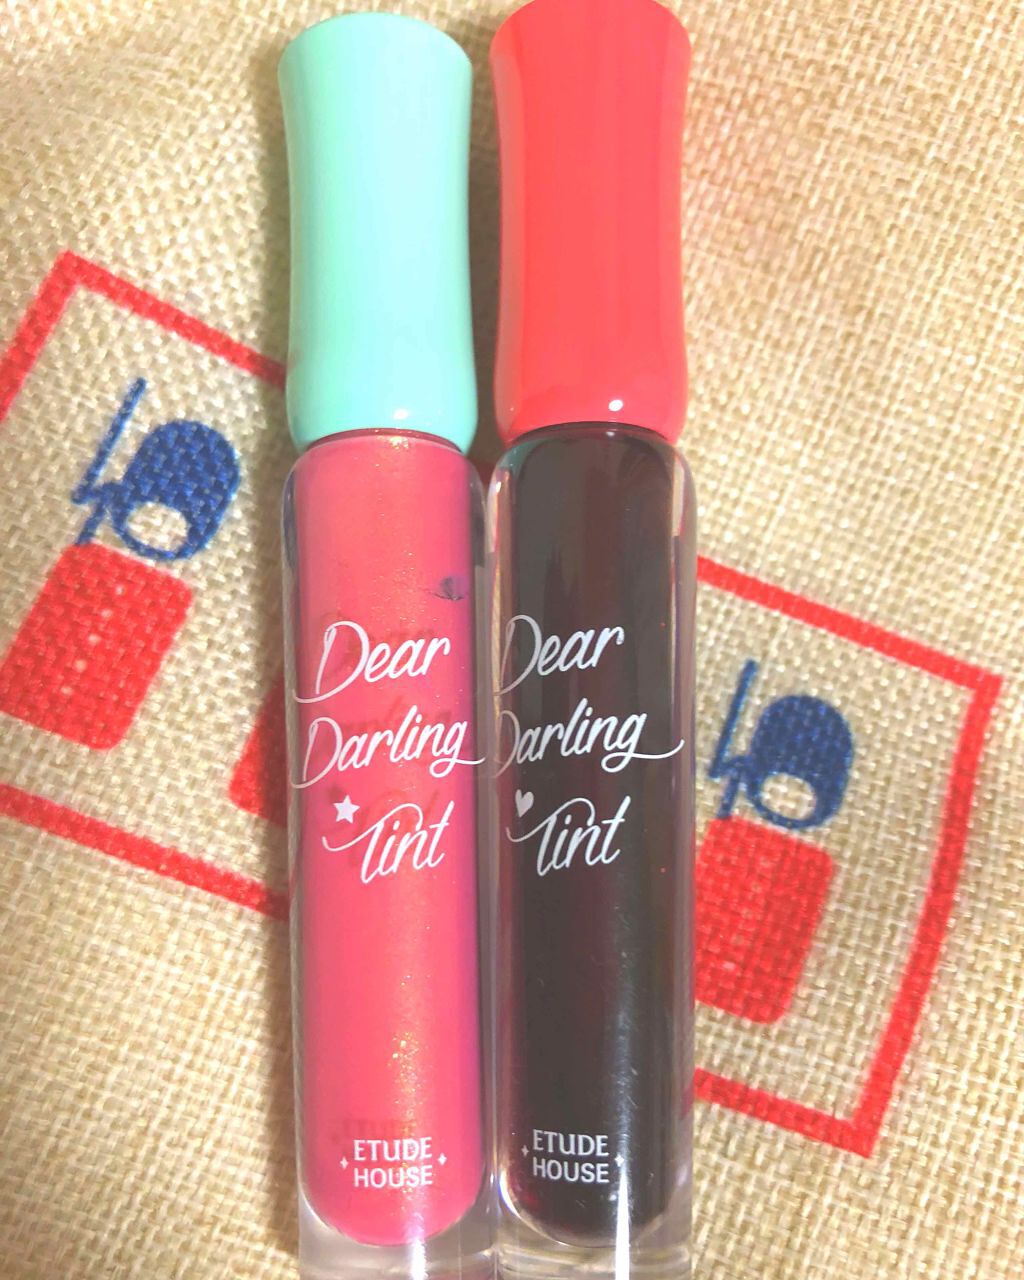 Dear
Darling
Tint
ETUDE
HOUSE
Dear
Darling
Tint
ETUDE
HOUSE